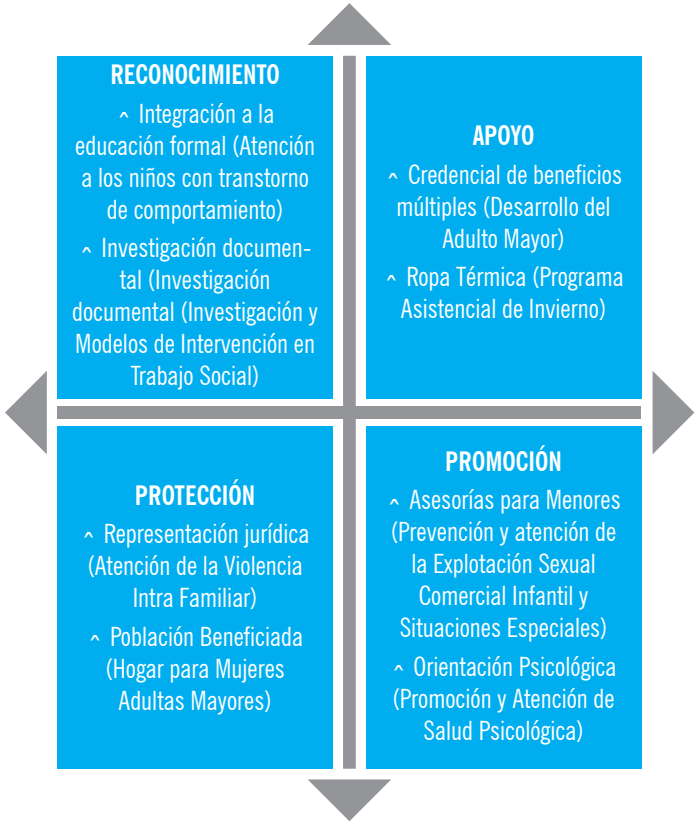 RECONOCIMIENTO
^ Integración a la
educación formal (Atención
a los niños con transtorno
de comportamiento)
^ Investigación documen-
tal (Investigación
documental (Investigación y
Modelos de Intervención en
Trabajo Social)
APOYO
^ Credencial de beneficios
múltiples (Desarrollo del
Adulto Mayor)
^ Ropa Térmica (Programa
Asistencial de Invierno)
PROTECCIÓN
^ Representación jurídica
(Atención de la Violencia
Intra Familiar)
^ Población Beneficiada
(Hogar para Mujeres
Adultas Mayores)
PROMOCIÓN
^ Asesorías para Menores
(Prevención y atención de
la Explotación Sexual
Comercial Infantil y
Situaciones Especiales)
^ Orientación Psicológica
(Promoción y Atención de
Salud Psicológica)